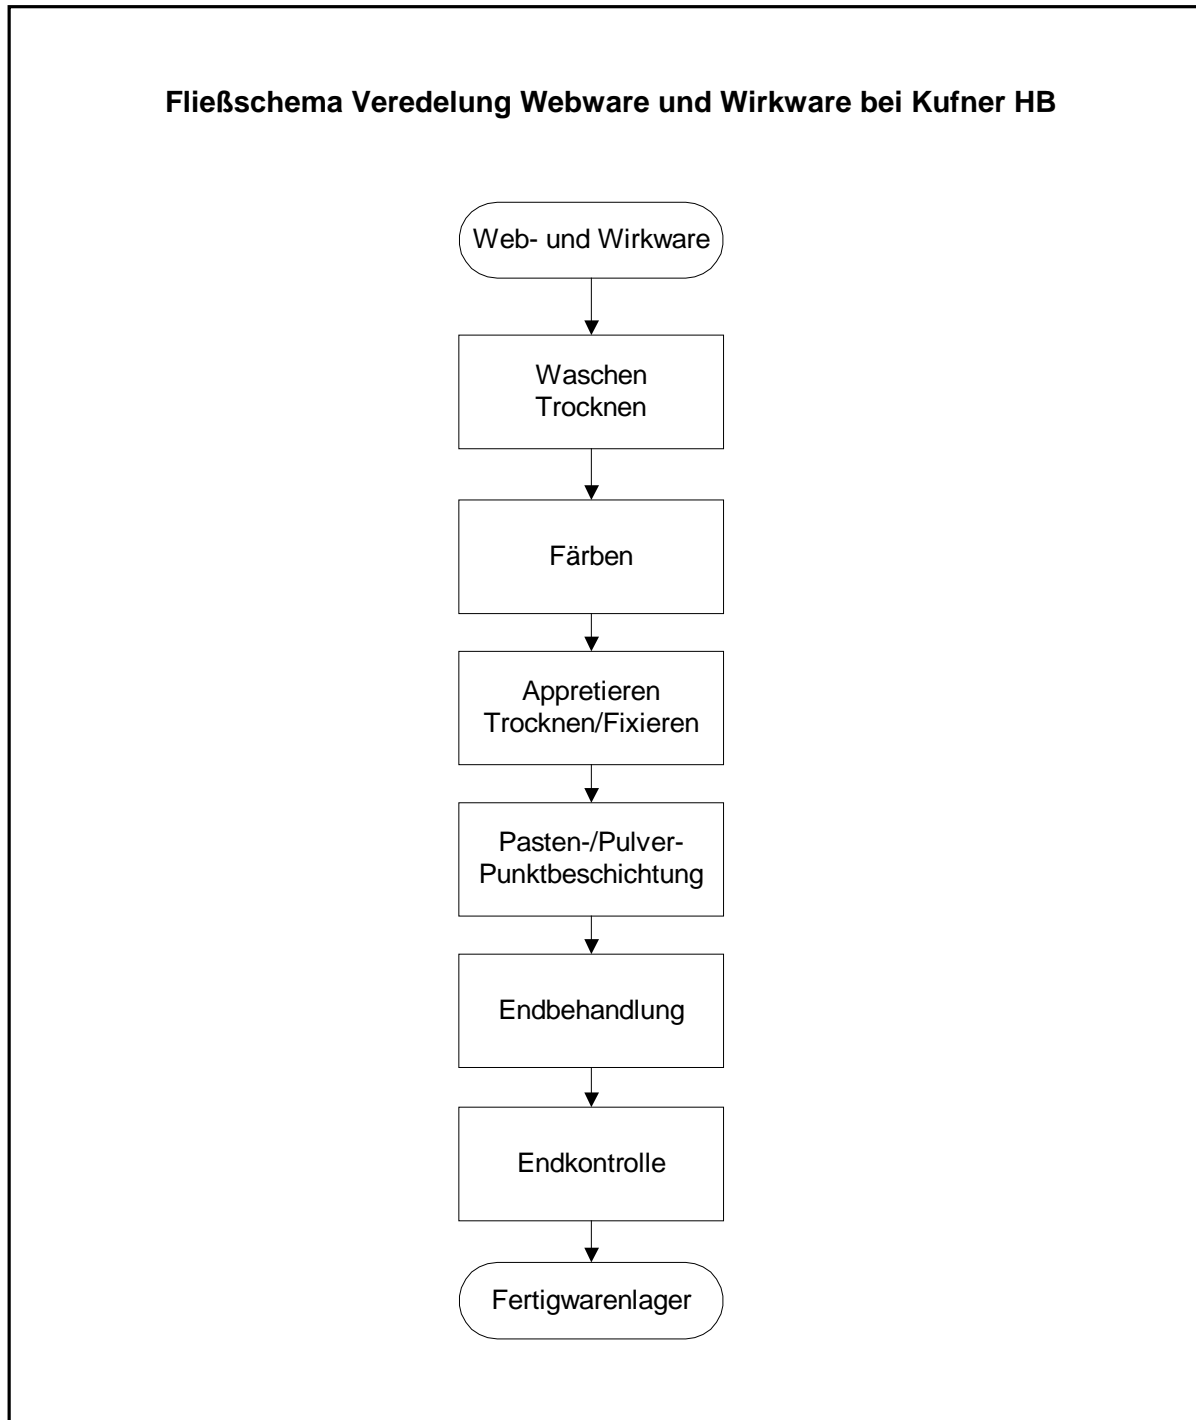 Fließschema Veredelung Webware und Wirkware bei Kufner HB
Web- und Wirkware
Waschen
Trocknen
Färben
Appretieren
Trocknen/Fixieren
Pasten-/Pulver-
Punktbeschichtung
Endbehandlung
Endkontrolle
Fertigwarenlager